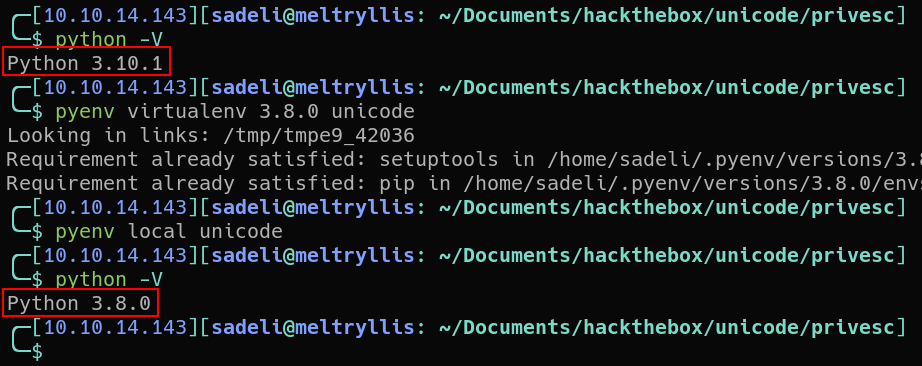 ╭─[10.10.14.143][sadeli@meltryllis: ~/Documents/hackthebox/unicode/privesc]
╰─$ python -V
Python 3.10.1
╭─[10.10.14.143][sadeli@meltryllis: ~/Documents/hackthebox/unicode/privesc]
╰─$ pyenv virtualenv 3.8.0 unicode
Looking in links: /tmp/tmpe9_42036
Requirement already satisfied: setuptools in /home/sadeli/.pyenv/versions/3.8
Requirement already satisfied: pip in /home/sadeli/.pyenv/versions/3.8.0/envs
╭─[10.10.14.143][sadeli@meltryllis: ~/Documents/hackthebox/unicode/privesc]
╰─$ pyenv local unicode
╭─[10.10.14.143][sadeli@meltryllis: ~/Documents/hackthebox/unicode/privesc]
╰─$ python -V
Python 3.8.0
╭─[10.10.14.143][sadeli@meltryllis: ~/Documents/hackthebox/unicode/privesc]
╰─$